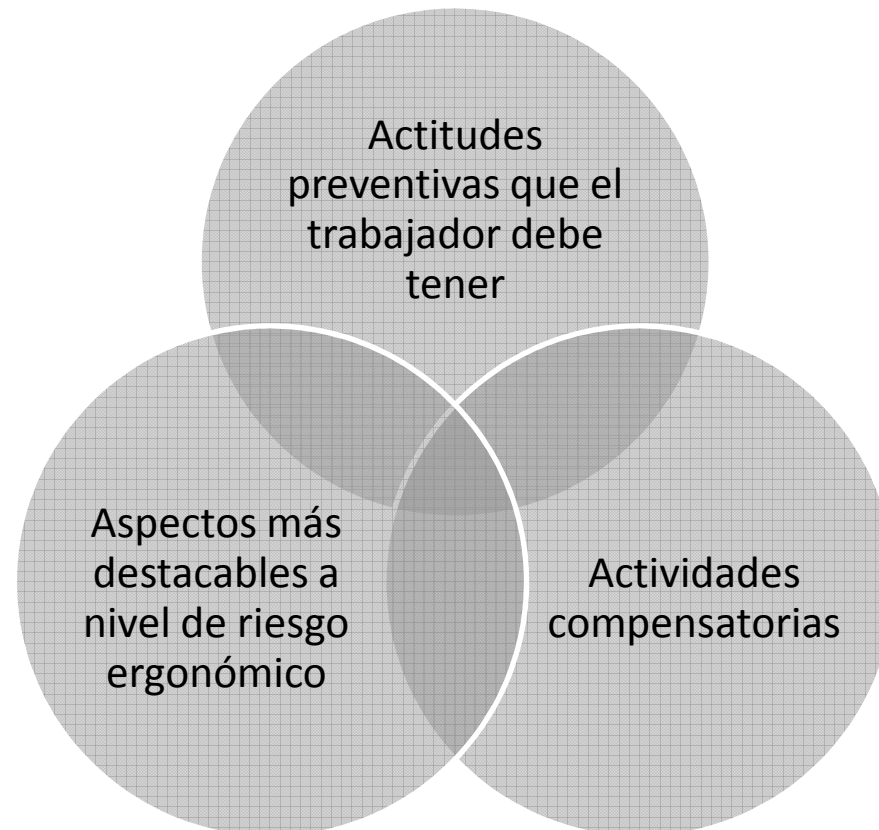 Actitudes
preventivas que el
trabajador debe
tener
Aspectos más
destacables a
nivel de riesgo
ergonómico
Actividades
compensatorias